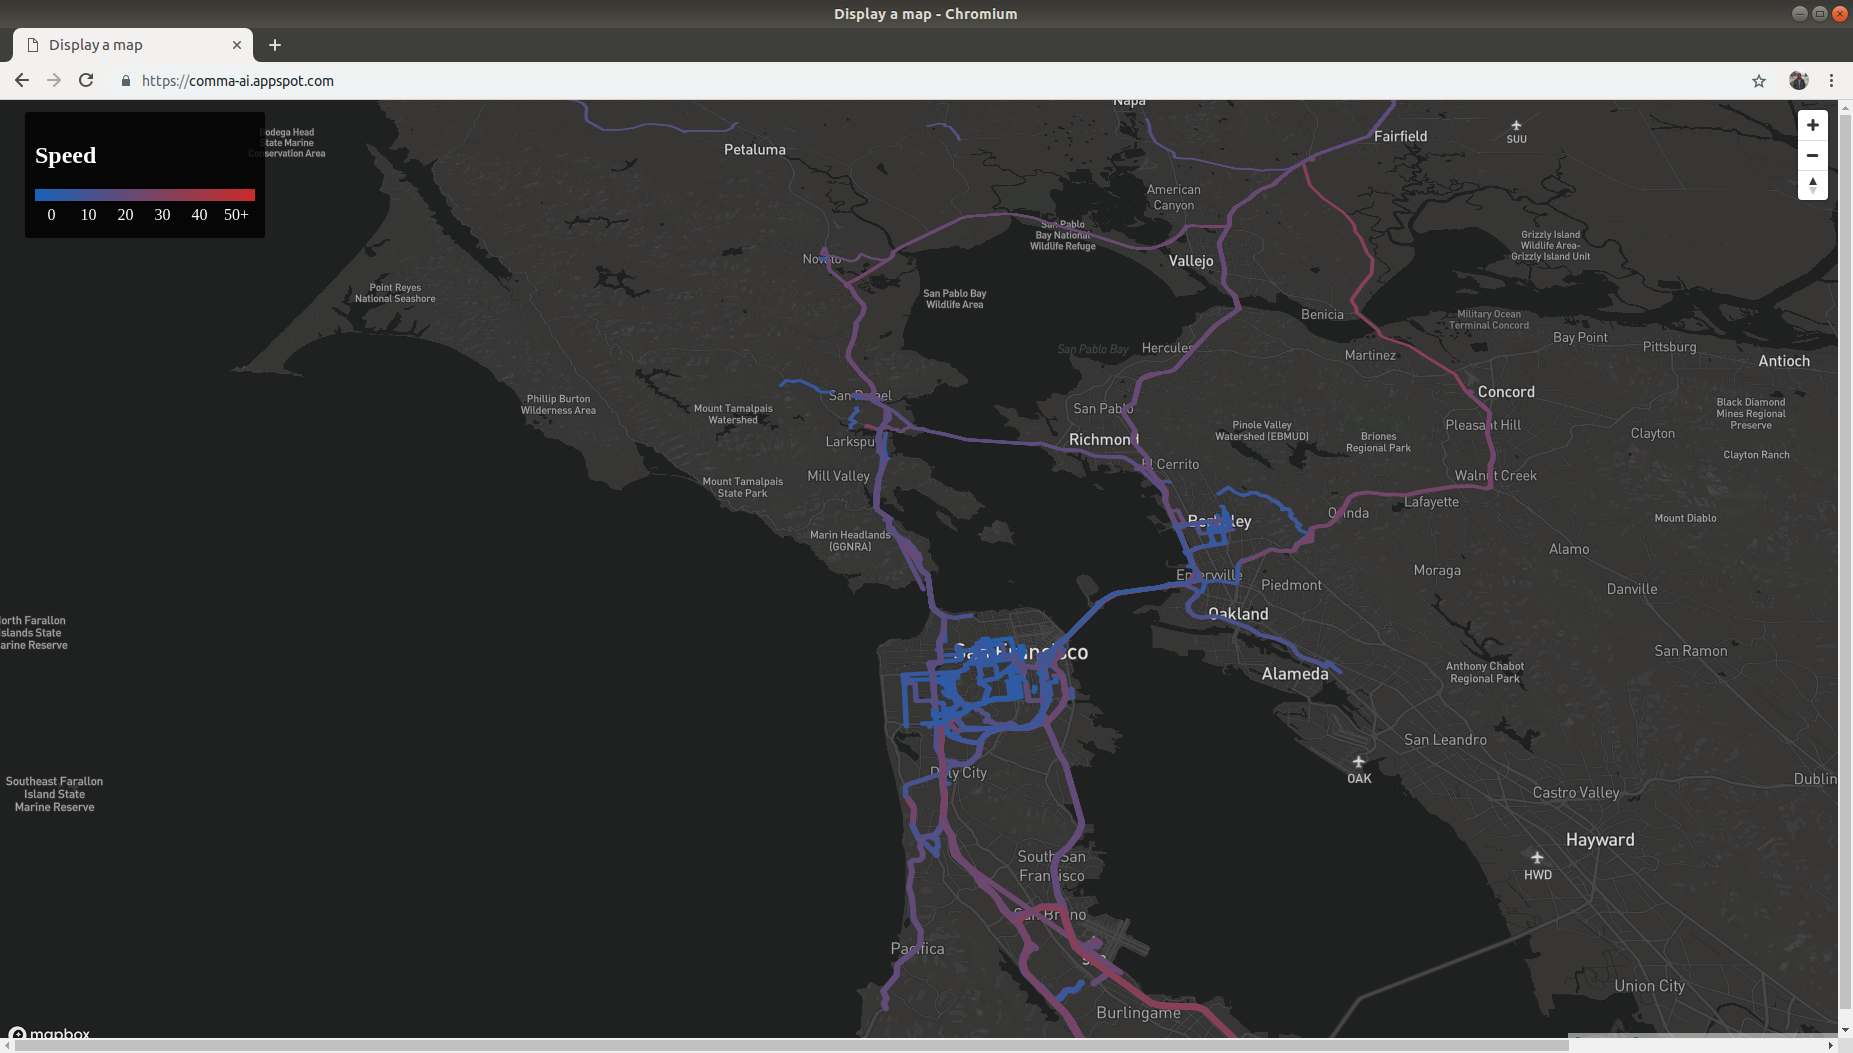 Display a map - Chromium
Display a map
https://comma-ai.appspot.com
Speed
0 10 20 30 40 50+
Bodega Head
State Marine
Conservation Area
Napa
Petaluma
Fairfield
SUU
American
Canyon
San Pablo
Bay National
Wildlife Refuge
Grizzly Island
Wildlife Area-
Grizzly Island Unit
Novato
Vallejo
Point Reyes
National Seashore
San Pablo Bay
Wildlife Area
Benicia
Military Ocean
Terminal Concord
San Pablo Bay
Hercules
Martinez
Bay Point
Pittsburg
Antioch
Concord
San Rafael
Phillip Burton
Wilderness Area
Mount Tamalpais
Watershed
San Pablo
Black Diamond
Mines Regional
Preserve
Richmond
Pinole Valley
Watershed (EBMUD)
Briones
Regional Park
Pleasant Hill
Clayton
Larkspur
Clayton Ranch
El Cerrito
Mill Valley
Walnut Creek
Mount Tamalpais
State Park
Lafayette
Orinda
Berkeley
Mount Diablo
Marin Headlands
(GGNRA)
Alamo
Emeryville
Piedmont
Moraga
Danville
Oakland
North Farallon
Islands State
Marine Reserve
San Francisco
San Ramon
Alameda
Anthony Chabot
Regional Park
San Leandro
OAK
Daly City
Dublin
Southeast Farallon
Island State
Marine Reserve
Castro Valley
Hayward
South San
Francisco
HWD
San Bruno
Pacifica
SFO
Union City
Burlingame
mapbox